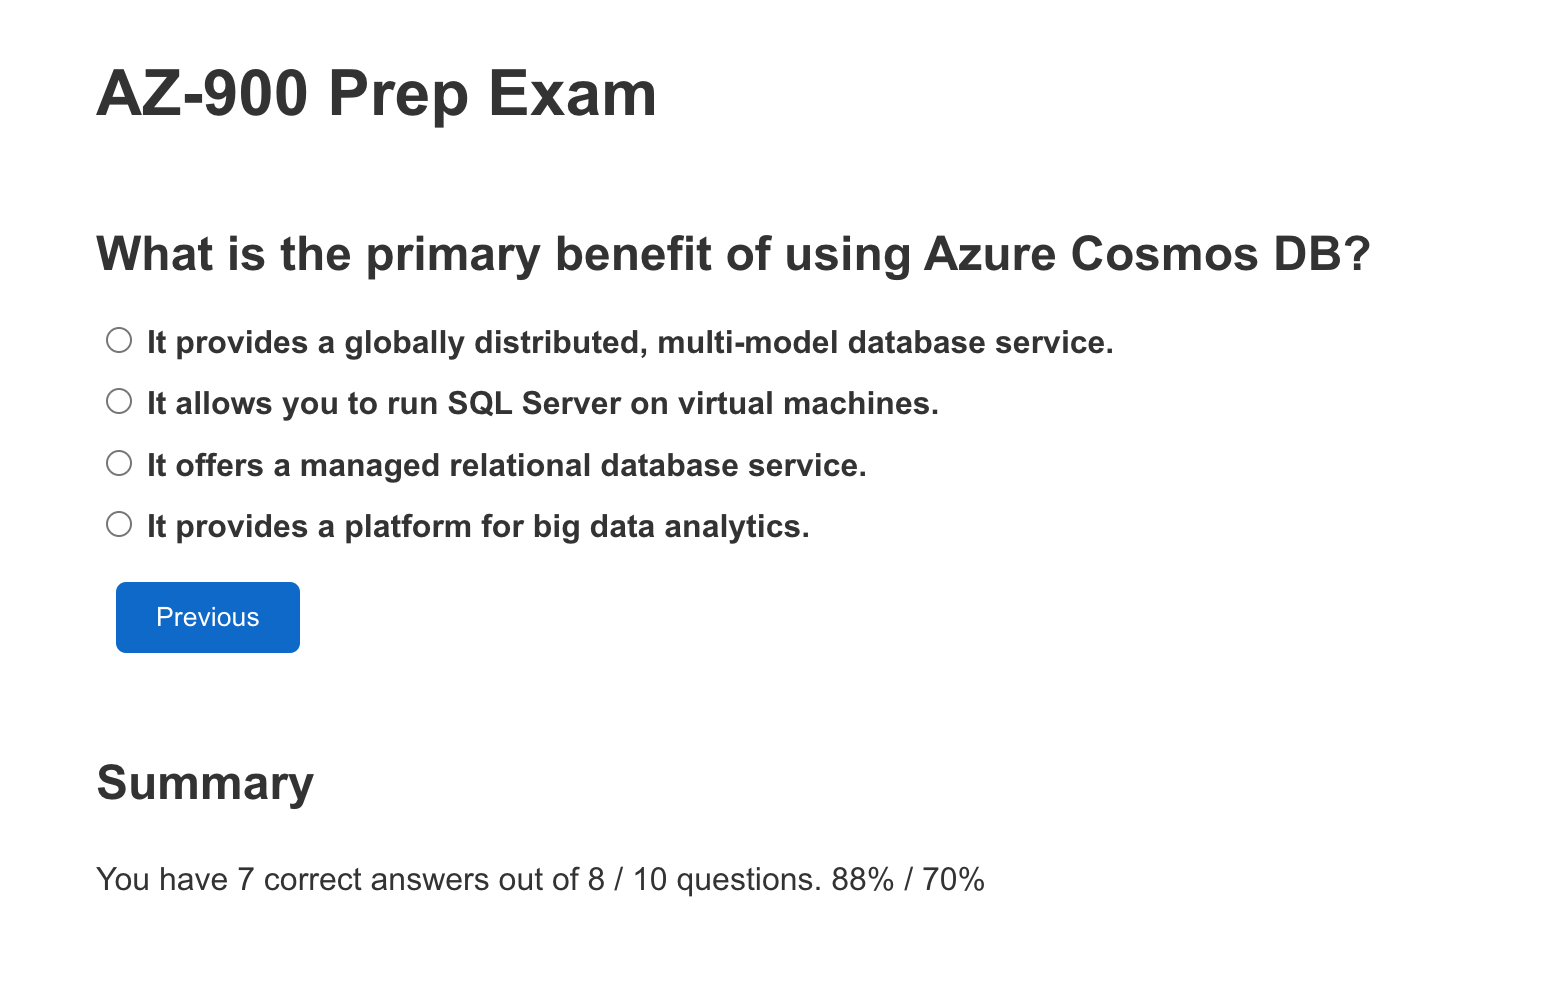 AZ-900 Prep Exam
What is the primary benefit of using Azure Cosmos DB?
It provides a globally distributed, multi-model database service.
It allows you to run SQL Server on virtual machines.
It offers a managed relational database service.
It provides a platform for big data analytics.
Previous
Summary
You have 7 correct answers out of 8 / 10 questions. 88% / 70%